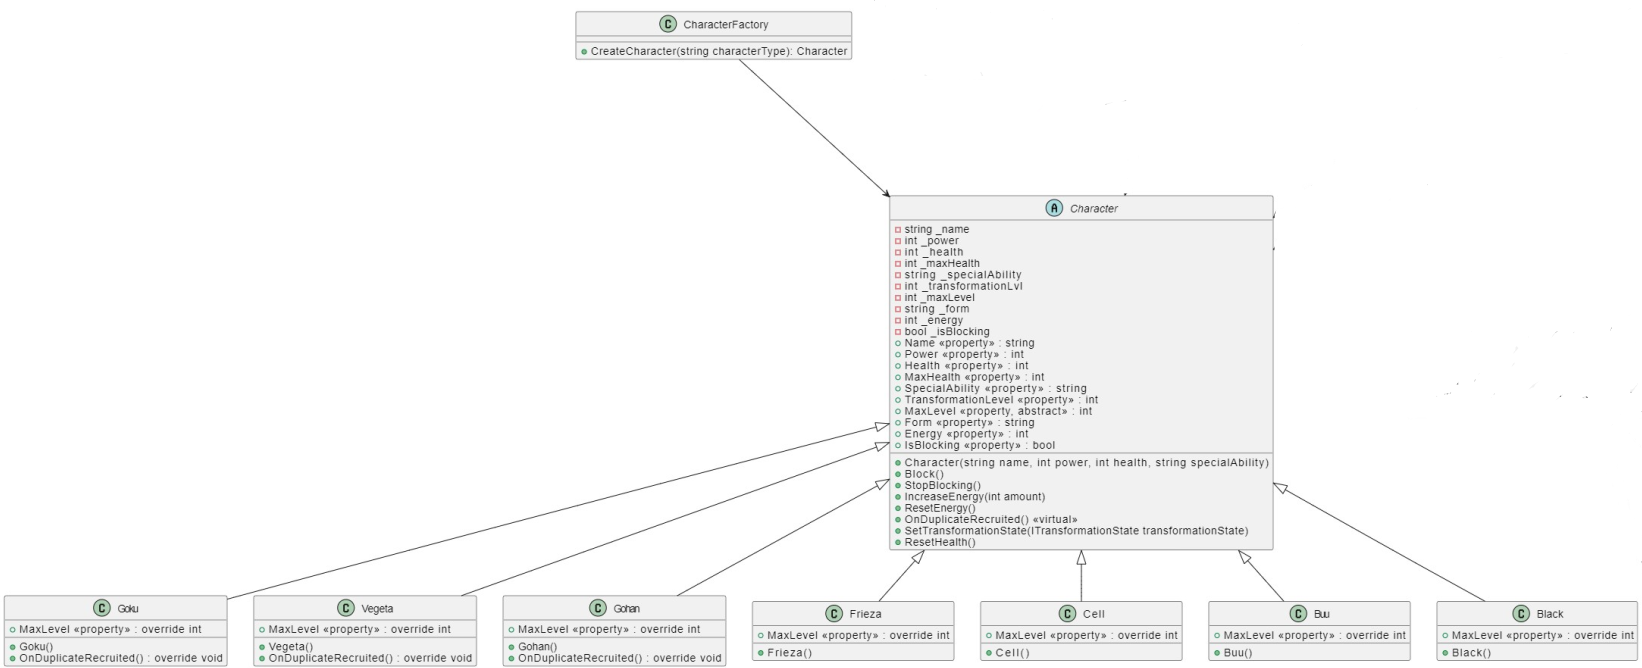 C CharacterFactory
CreateCharacter(string characterType): Character
A Character
string _name
int _power
int _health
int _maxHealth
string _specialAbility
int _transformationLvl
int _maxLevel
string _form
int _energy
bool _isBlocking
Name «property» : string
Power «property» : int
Health «property» : int
MaxHealth «property» : int
SpecialAbility «property» : string
TransformationLevel «property» : int
MaxLevel «property, abstract» : int
Form «property» : string
Energy «property» : int
IsBlocking «property» : bool
Character(string name, int power, int health, string specialAbility)
Block()
StopBlocking()
IncreaseEnergy(int amount)
ResetEnergy()
OnDuplicateRecruited() «virtual»
SetTransformationState(ITransformationState transformationState)
ResetHealth()
C Goku
MaxLevel «property» : override int
Goku()
OnDuplicateRecruited() : override void
C Vegeta
MaxLevel «property» : override int
Vegeta()
OnDuplicateRecruited() : override void
C Gohan
MaxLevel «property» : override int
Gohan()
OnDuplicateRecruited() : override void
C Frieza
MaxLevel «property» : override int
Frieza()
C Cell
MaxLevel «property» : override int
Cell()
C Buu
MaxLevel «property» : override int
Buu()
C Black
MaxLevel «property» : override int
Black()